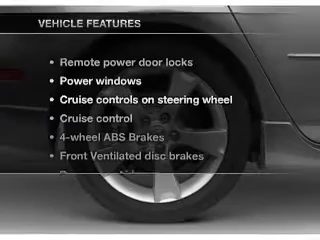 VEHICLE FEATURES
• Remote power door locks
• Power windows
• Cruise controls on steering wheel
• Cruise control
• 4-wheel ABS Brakes
• Front Ventilated disc brakes